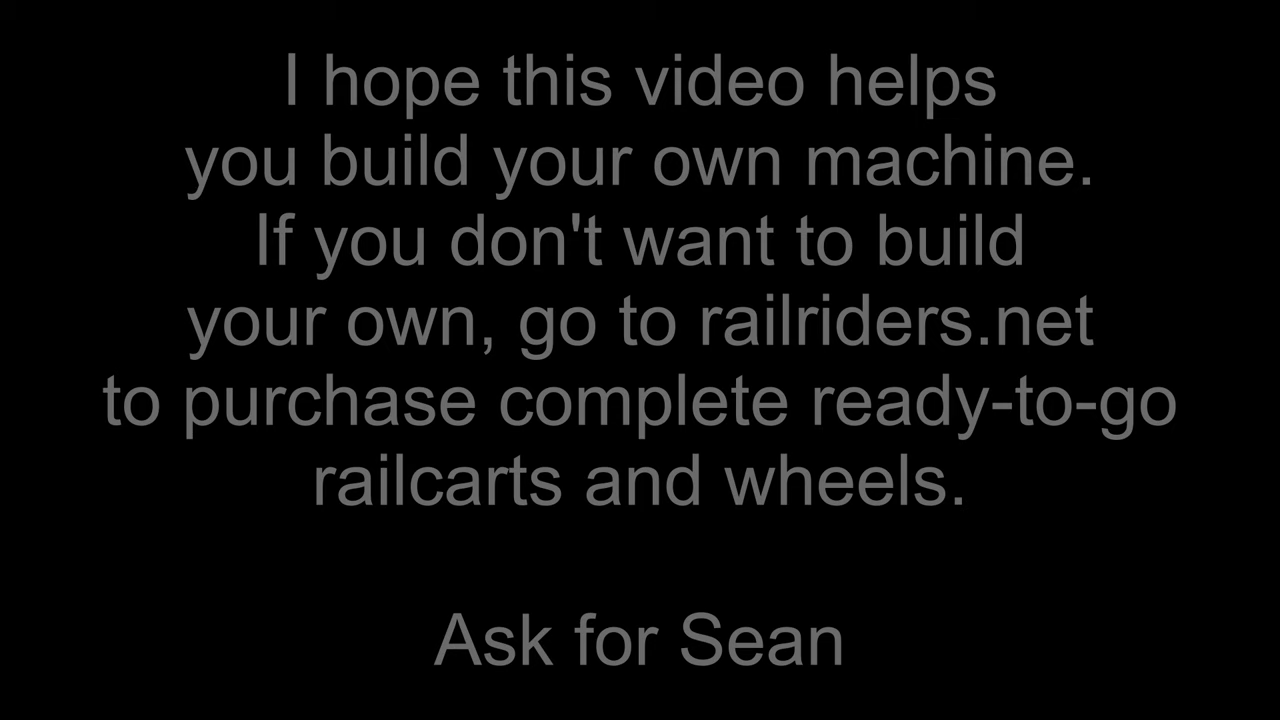 I hope this video helps
you build your own machine.
If you don't want to build
your own, go to railriders.net
to purchase complete ready-to-go
railcarts and wheels.
Ask for Sean